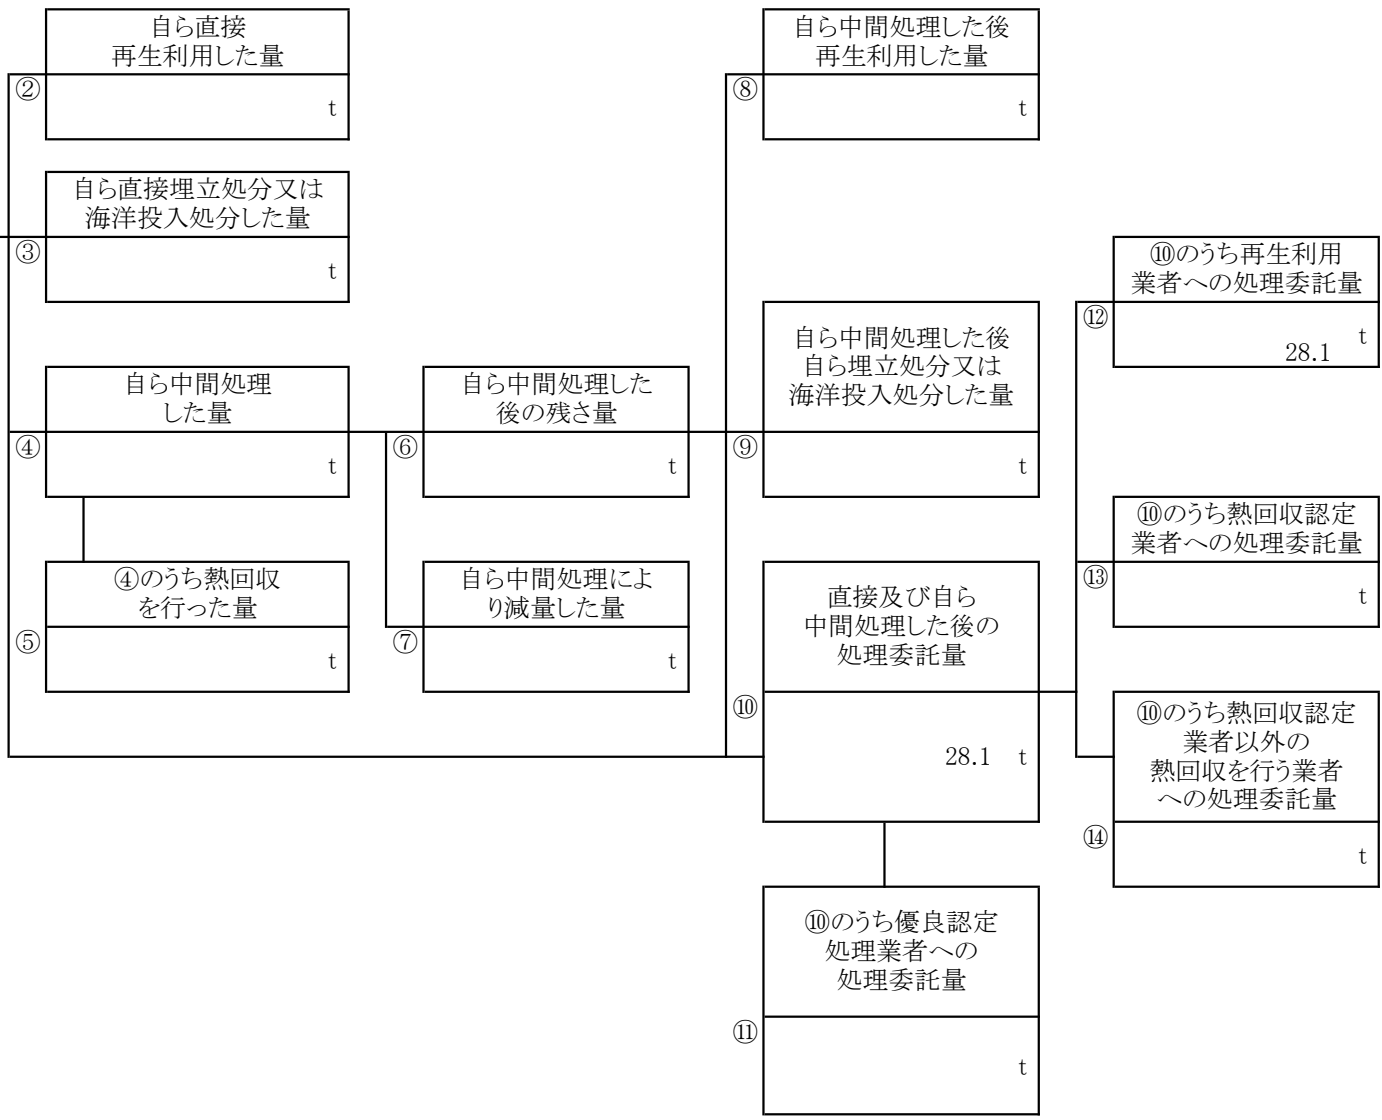 自ら直接
再生利用した量
②
t
自ら直接埋立処分又は
海洋投入処分した量
③
t
自ら中間処理
した量
④
t
④のうち熱回収
を行った量
⑤
t
自ら中間処理した
後の残さ量
⑥
t
自ら中間処理によ
り減量した量
⑦
t
自ら中間処理した後
再生利用した量
⑧
t
自ら中間処理した後
自ら埋立処分又は
海洋投入処分した量
⑨
t
直接及び自ら
中間処理した後の
処理委託量
⑩
28.1 t
⑩のうち優良認定
処理業者への
処理委託量
⑪
t
⑩のうち再生利用
業者への処理委託量
⑫
28.1 t
⑩のうち熱回収認定
業者への処理委託量
⑬
t
⑩のうち熱回収認定
業者以外の
熱回収を行う業者
への処理委託量
⑭
t